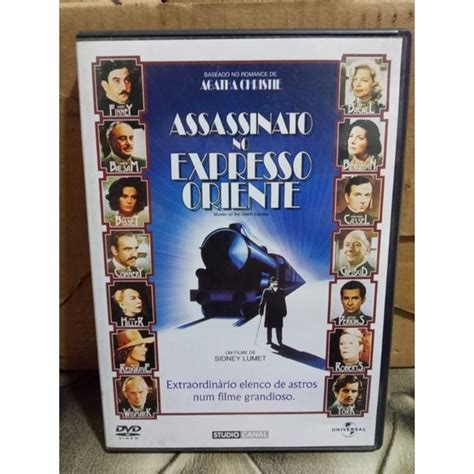 BASEADO NO ROMANCE DE
AGATHA CHRISTIE
ASSASSINATO
NO
EXPRESSO
ORIENTE
Murder on the Orient Express
FINNEY
BALSAM
BISSET
CONNERY
HILLER
REDGRAVE
WIDMARK
BACALL
BERGMAN
CASSEL
GIELGUD
PERKINS
ROBERTS
YORK
UM FILME DE
SIDNEY LUMET
Extraordinário elenco de astros
num filme grandioso.
DVD
VIDEO
STUDIO CANAL
UNIVERSAL